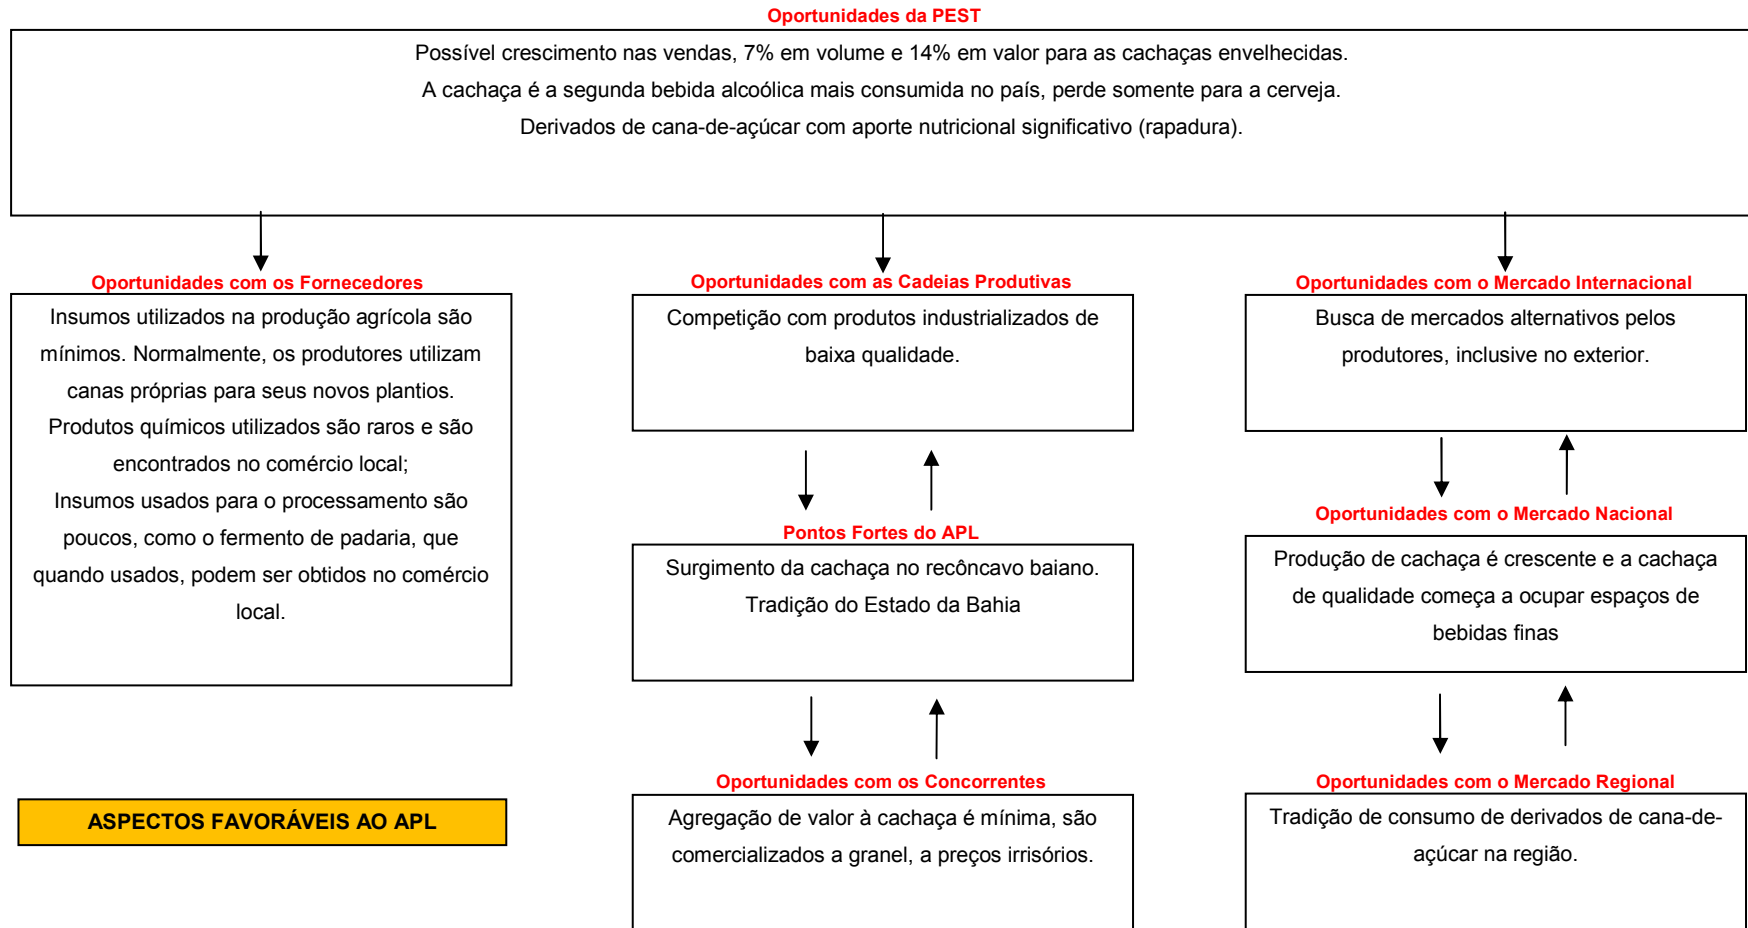 Oportunidades da PEST
Possível crescimento nas vendas, 7% em volume e 14% em valor para as cachaças envelhecidas.
A cachaça é a segunda bebida alcoólica mais consumida no país, perde somente para a cerveja.
Derivados de cana-de-açúcar com aporte nutricional significativo (rapadura).
Oportunidades com os Fornecedores
Insumos utilizados na produção agrícola são
mínimos. Normalmente, os produtores utilizam
canas próprias para seus novos plantios.
Produtos químicos utilizados são raros e são
encontrados no comércio local;
Insumos usados para o processamento são
poucos, como o fermento de padaria, que
quando usados, podem ser obtidos no comércio
local.
Oportunidades com as Cadeias Produtivas
Competição com produtos industrializados de
baixa qualidade.
Pontos Fortes do APL
Surgimento da cachaça no recôncavo baiano.
Tradição do Estado da Bahia
Oportunidades com os Concorrentes
Agregação de valor à cachaça é mínima, são
comercializados a granel, a preços irrisórios.
Oportunidades com o Mercado Internacional
Busca de mercados alternativos pelos
produtores, inclusive no exterior.
Oportunidades com o Mercado Nacional
Produção de cachaça é crescente e a cachaça
de qualidade começa a ocupar espaços de
bebidas finas
Oportunidades com o Mercado Regional
Tradição de consumo de derivados de cana-de-
açúcar na região.
ASPECTOS FAVORÁVEIS AO APL